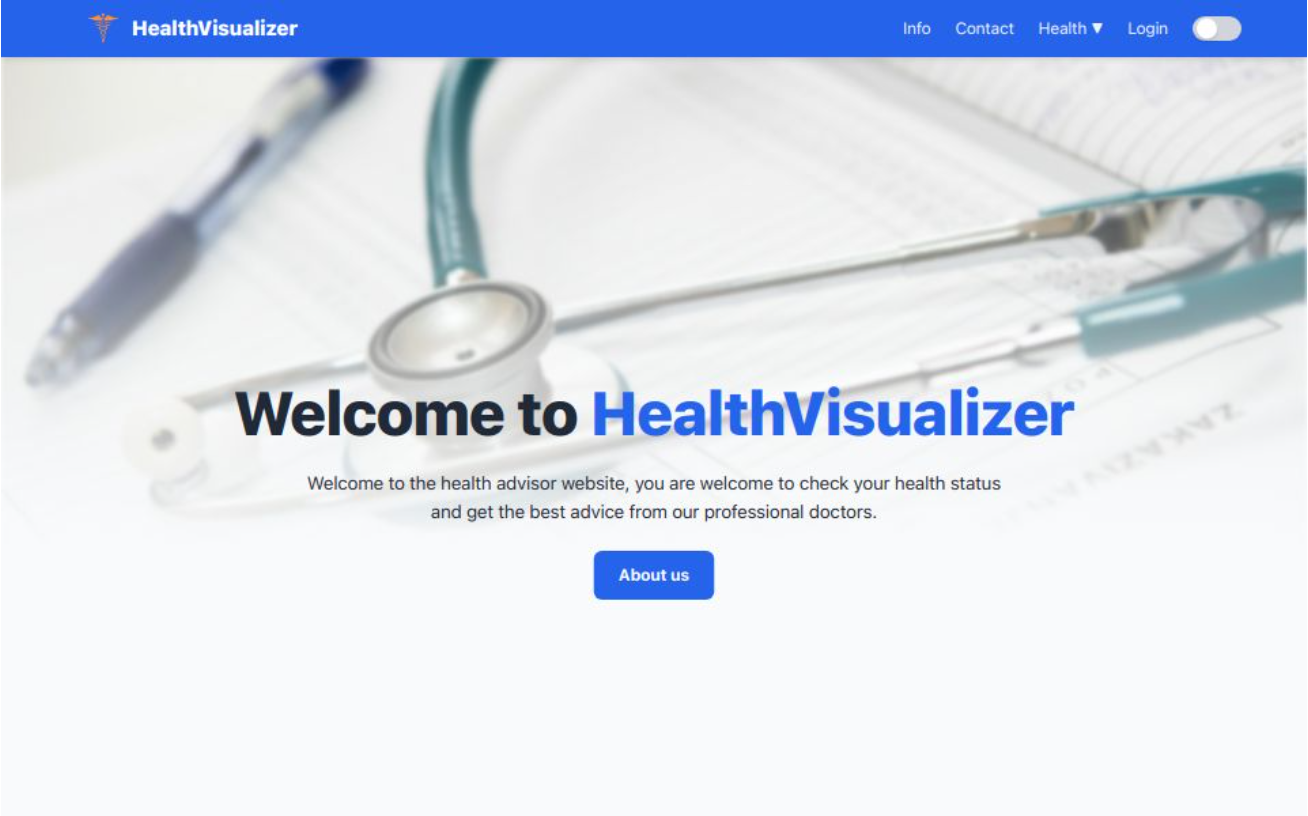 HealthVisualizer
Info
Contact
Health ▼
Login
Welcome to HealthVisualizer
Welcome to the health advisor website, you are welcome to check your health status
and get the best advice from our professional doctors.
About us